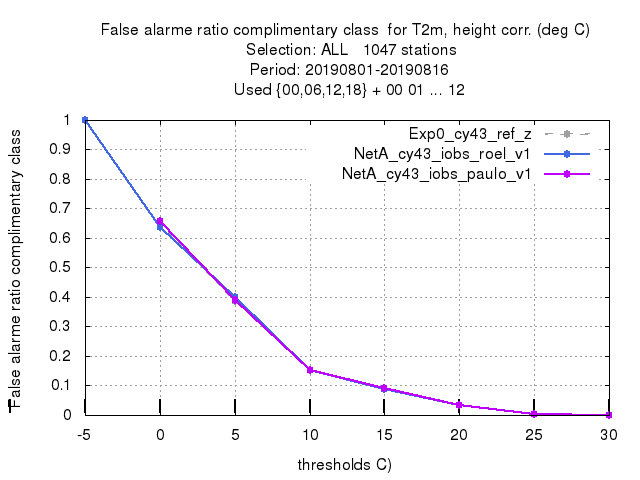 False alarme ratio complimentary class  for T2m, height corr. (deg C)
Selection: ALL   1047 stations
Period: 20190801-20190816
Used {00,06,12,18} + 00 01 ... 12
False alarme ratio complimentary class
Exp0_cy43_ref_z
NetA_cy43_iobs_roel_v1
NetA_cy43_iobs_paulo_v1
1
0.9
0.8
0.7
0.6
0.5
0.4
0.3
0.2
0.1
0
-5 0 5 10 15 20 25 30
thresholds C)